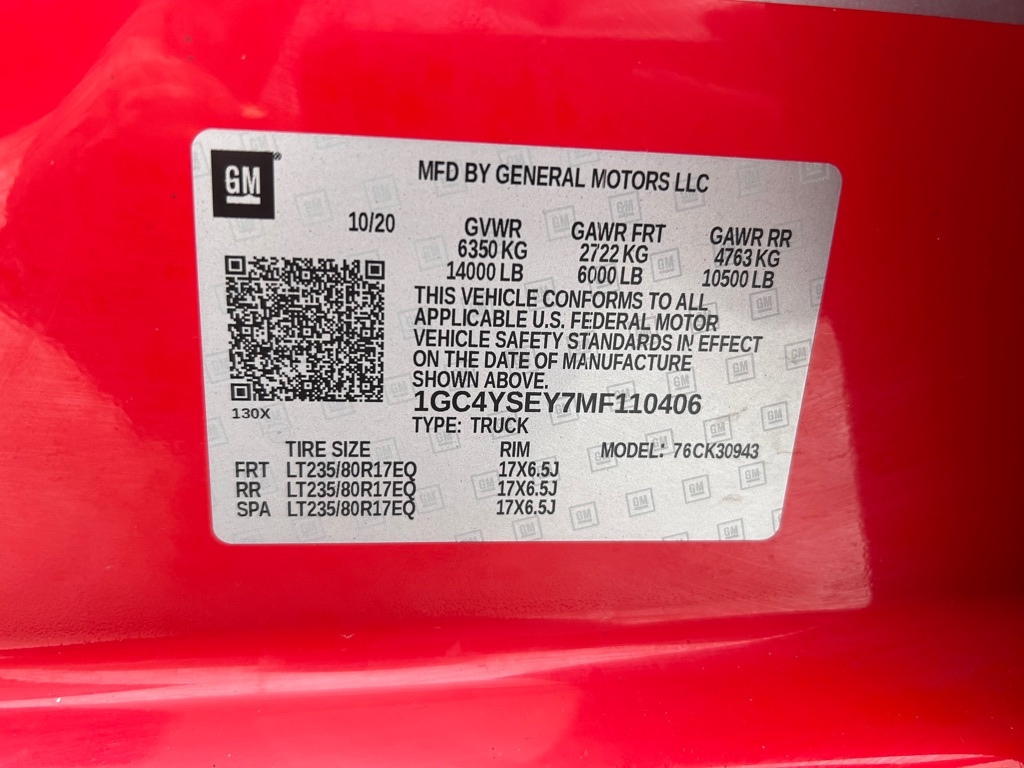 GM®
MFD BY GENERAL MOTORS LLC
10/20
GVWR GAWR FRT GAWR RR
6350 KG 2722 KG 4763 KG
14000 LB 6000 LB 10500 LB
THIS VEHICLE CONFORMS TO ALL
APPLICABLE U.S. FEDERAL MOTOR
VEHICLE SAFETY STANDARDS IN EFFECT
ON THE DATE OF MANUFACTURE
SHOWN ABOVE.
130X
1GC4YSEY7MF110406
TYPE: TRUCK
TIRE SIZE RIM MODEL: 76CK30943
FRT LT235/80R17EQ 17X6.5J
RR LT235/80R17EQ 17X6.5J
SPA LT235/80R17EQ 17X6.5J